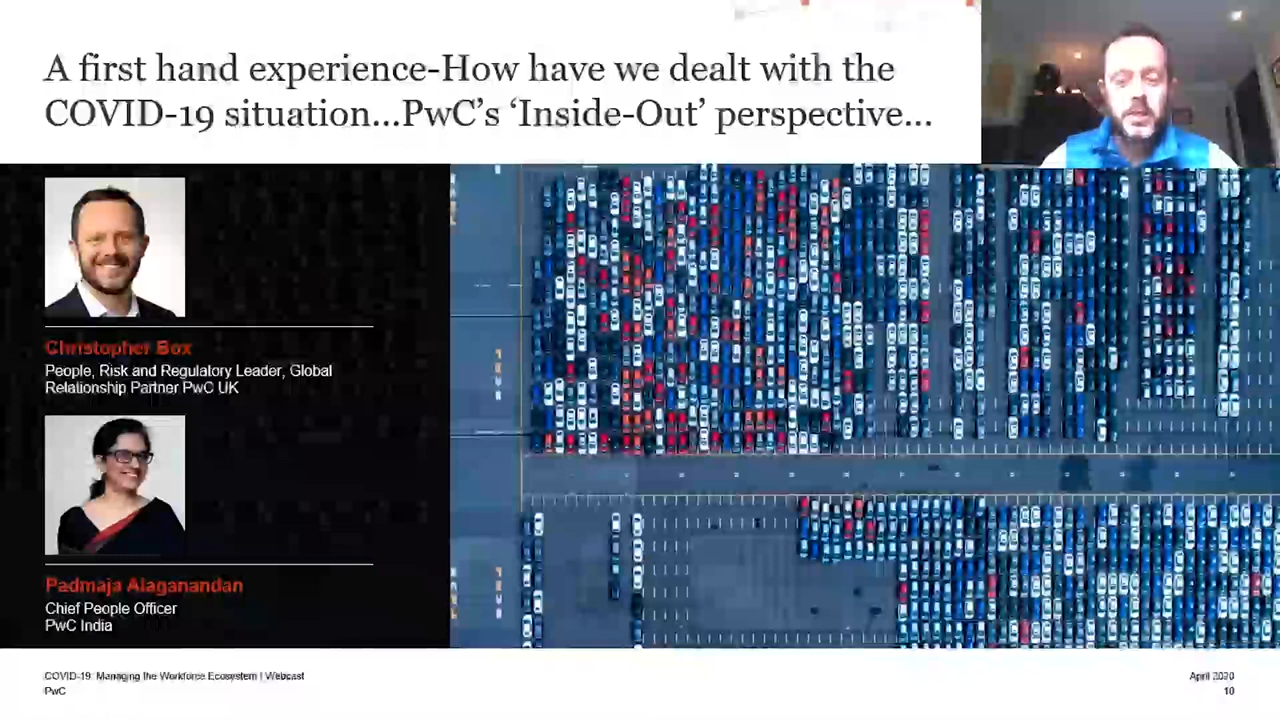 A first hand experience-How have we dealt with the
COVID-19 situation...PwC's 'Inside-Out' perspective...
Christopher Box
People, Risk and Regulatory Leader, Global
Relationship Partner PwC UK
Padmaja Alaganandan
Chief People Officer
PwC India
COVID-19: Managing the Workforce Ecosystem | Webcast
PwC
April 2020
10